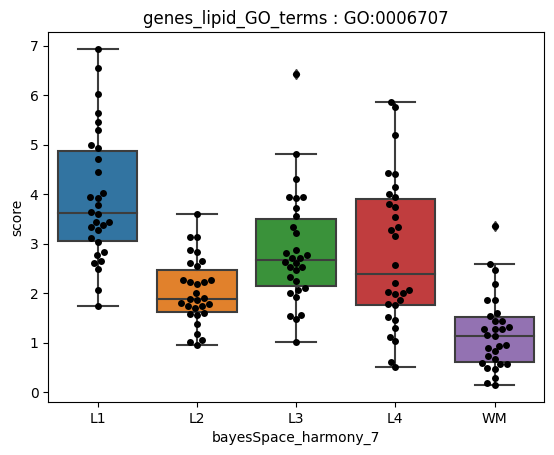 genes_lipid_GO_terms : GO:0006707
7
6
5
4
3
2
1
0
score
L1 L2 L3 L4 WM
bayesSpace_harmony_7